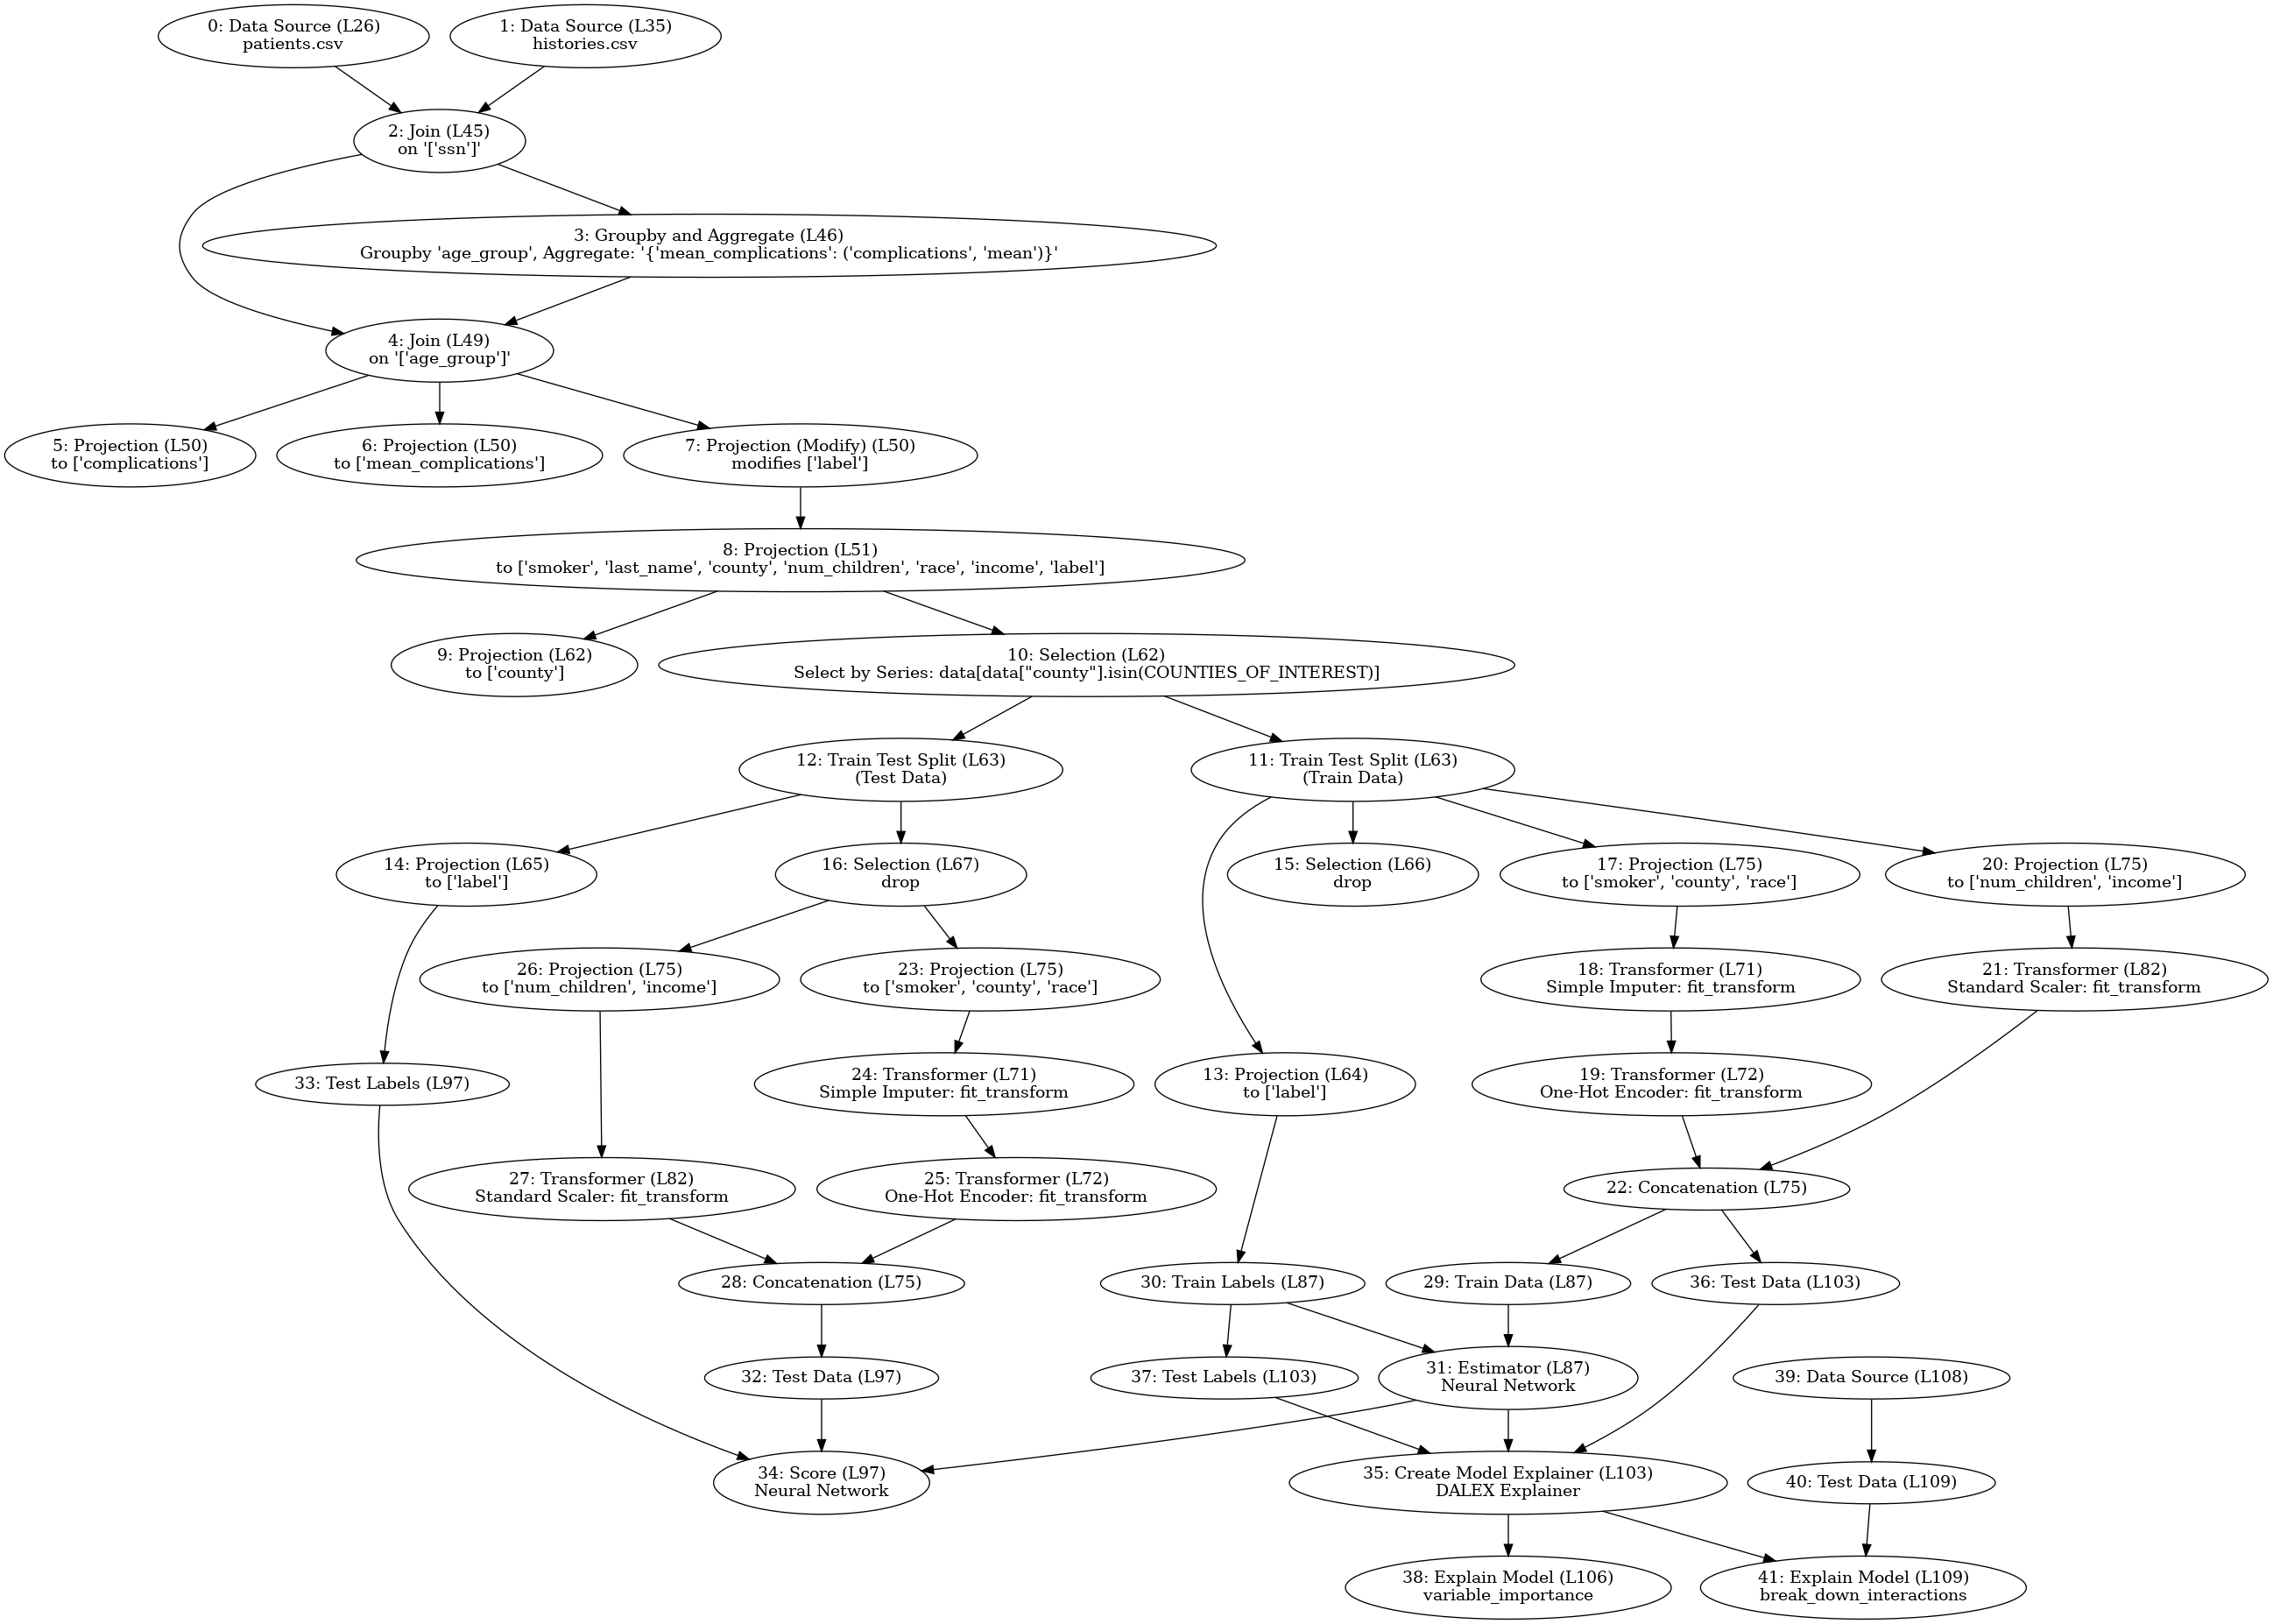 0: Data Source (L26)
patients.csv
1: Data Source (L35)
histories.csv
2: Join (L45)
on '['ssn']'
3: Groupby and Aggregate (L46)
Groupby 'age_group', Aggregate: '{'mean_complications': ('complications', 'mean')}'
4: Join (L49)
on '['age_group']'
5: Projection (L50)
to ['complications']
6: Projection (L50)
to ['mean_complications']
7: Projection (Modify) (L50)
modifies ['label']
8: Projection (L51)
to ['smoker', 'last_name', 'county', 'num_children', 'race', 'income', 'label']
9: Projection (L62)
to ['county']
10: Selection (L62)
Select by Series: data[data["county"].isin(COUNTIES_OF_INTEREST)]
12: Train Test Split (L63)
(Test Data)
11: Train Test Split (L63)
(Train Data)
14: Projection (L65)
to ['label']
16: Selection (L67)
drop
15: Selection (L66)
drop
17: Projection (L75)
to ['smoker', 'county', 'race']
20: Projection (L75)
to ['num_children', 'income']
26: Projection (L75)
to ['num_children', 'income']
23: Projection (L75)
to ['smoker', 'county', 'race']
18: Transformer (L71)
Simple Imputer: fit_transform
21: Transformer (L82)
Standard Scaler: fit_transform
33: Test Labels (L97)
24: Transformer (L71)
Simple Imputer: fit_transform
13: Projection (L64)
to ['label']
19: Transformer (L72)
One-Hot Encoder: fit_transform
27: Transformer (L82)
Standard Scaler: fit_transform
25: Transformer (L72)
One-Hot Encoder: fit_transform
22: Concatenation (L75)
28: Concatenation (L75)
30: Train Labels (L87)
29: Train Data (L87)
36: Test Data (L103)
32: Test Data (L97)
37: Test Labels (L103)
31: Estimator (L87)
Neural Network
39: Data Source (L108)
34: Score (L97)
Neural Network
35: Create Model Explainer (L103)
DALEX Explainer
40: Test Data (L109)
38: Explain Model (L106)
variable_importance
41: Explain Model (L109)
break_down_interactions